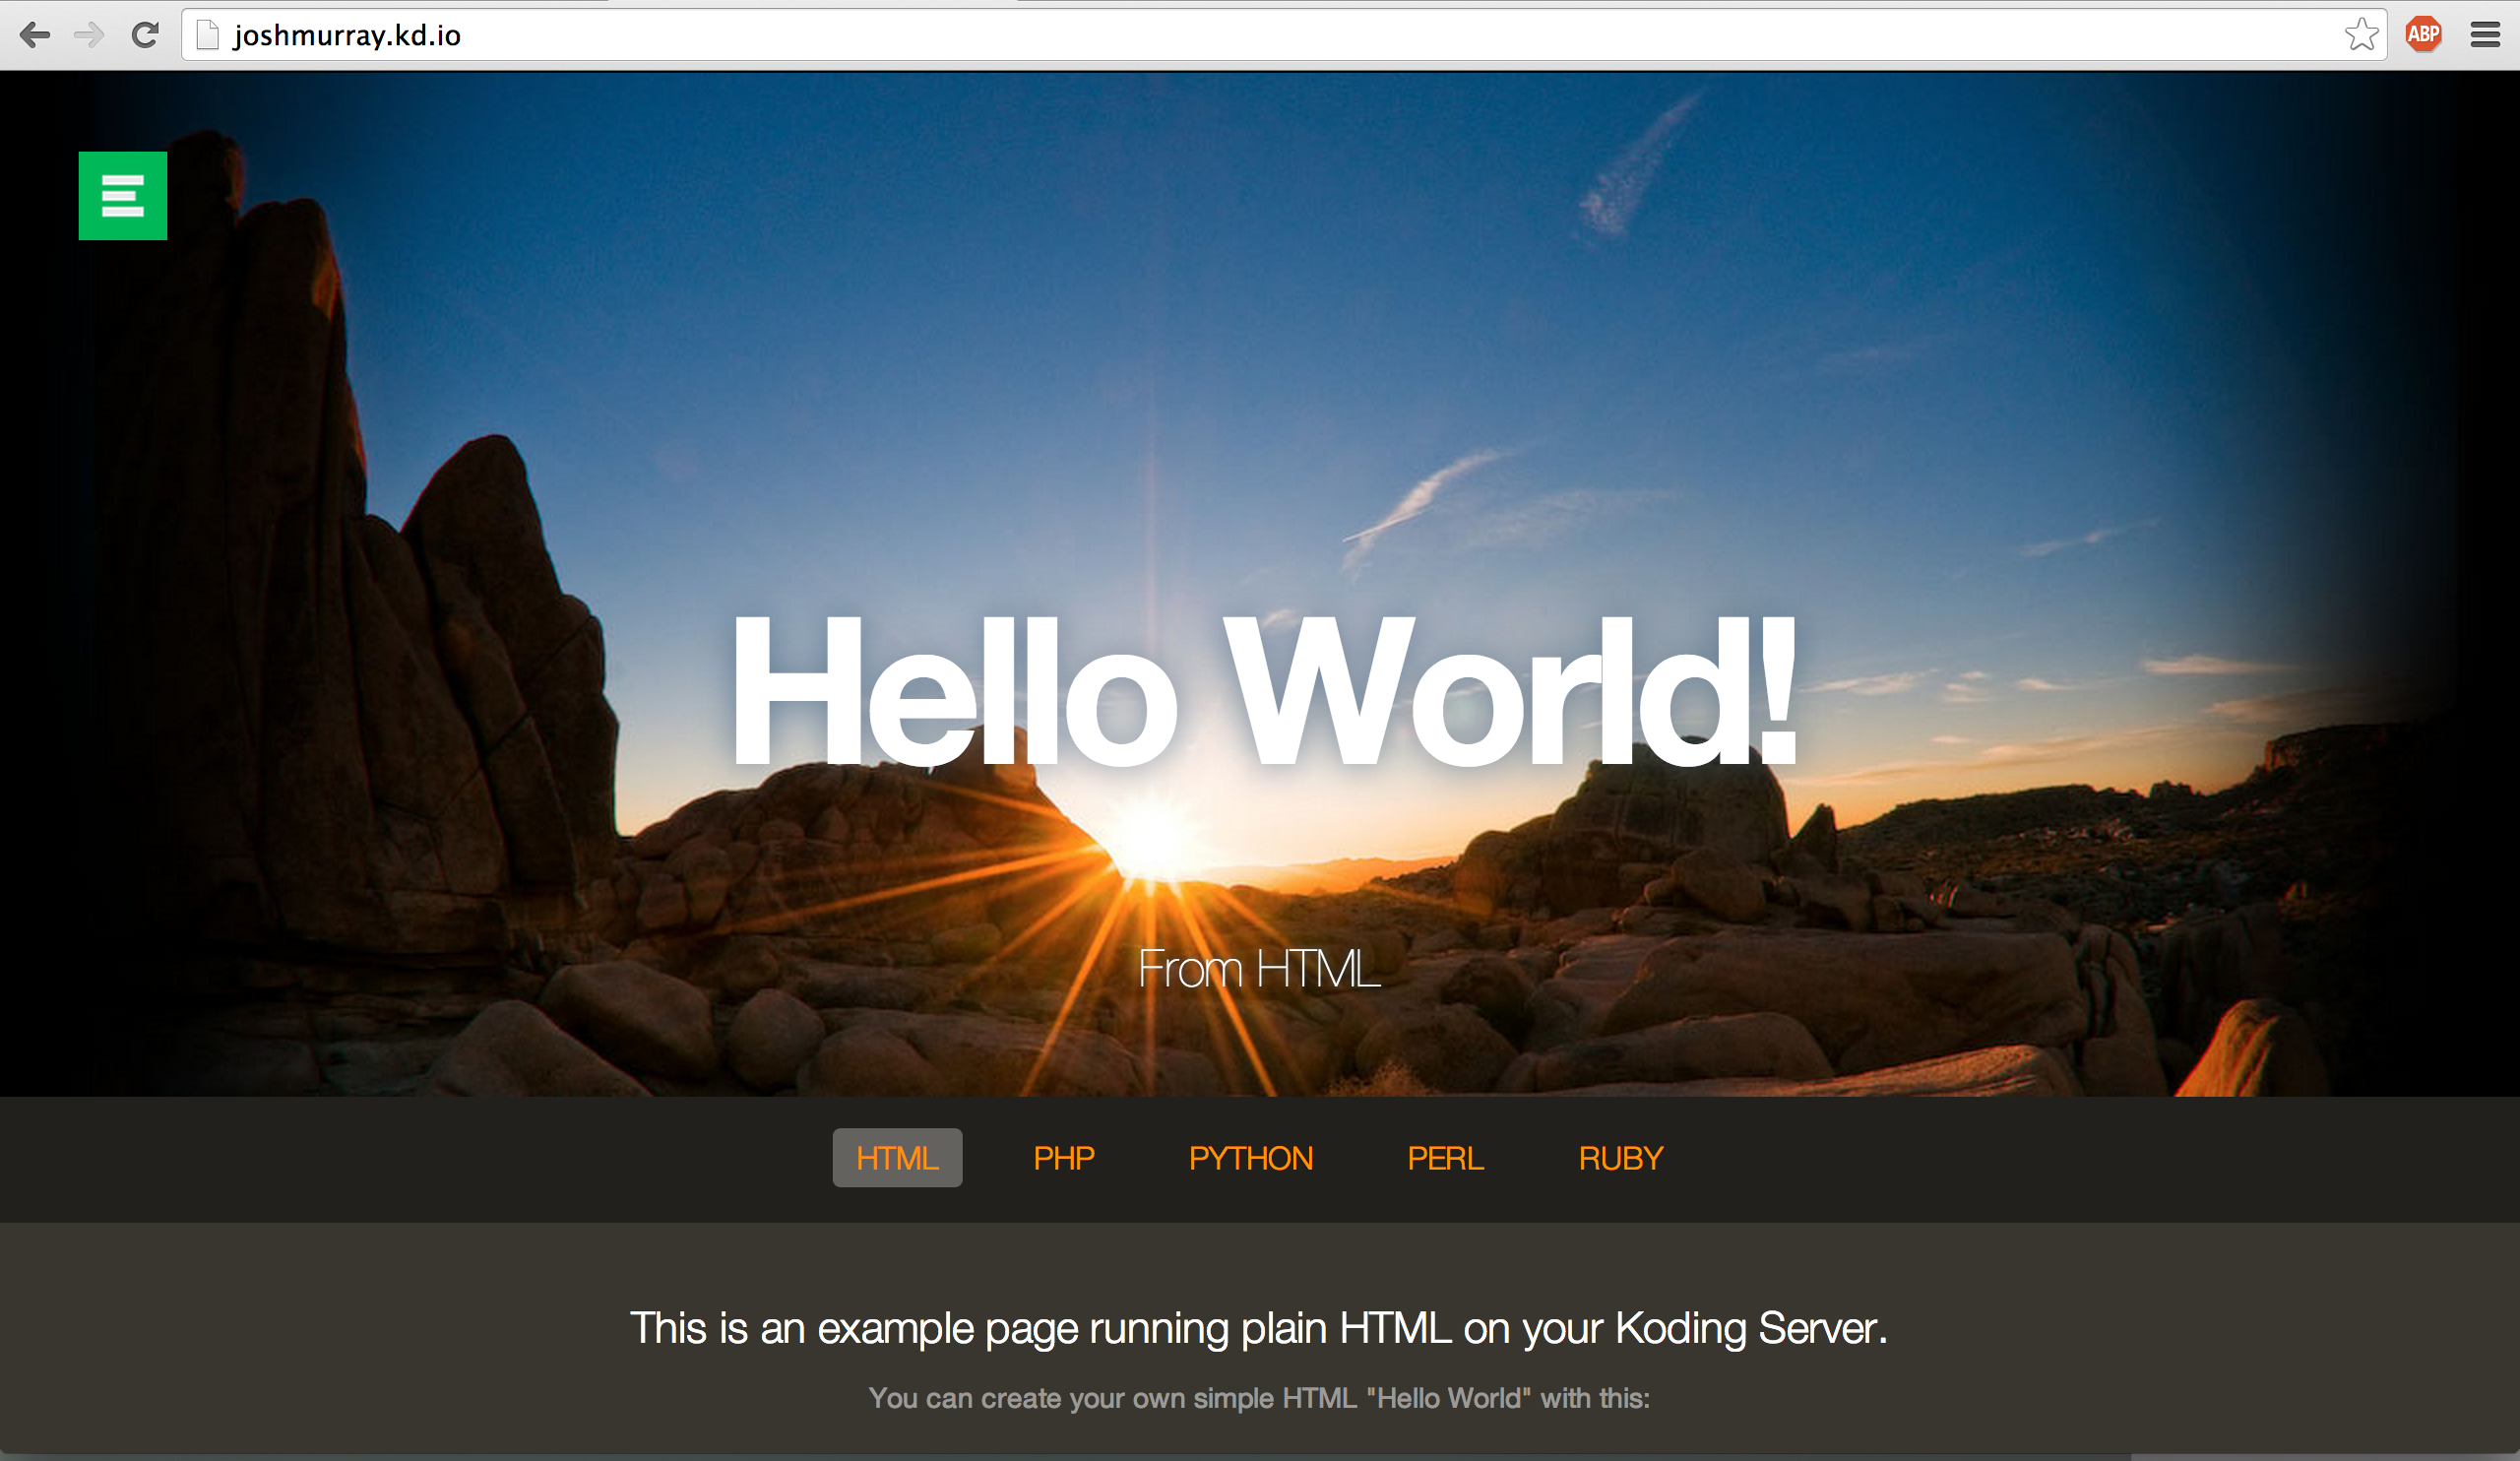 joshmurray.kd.io
ABP
Hello World!
From HTML
HTML PHP PYTHON PERL RUBY
This is an example page running plain HTML on your Koding Server.
You can create your own simple HTML "Hello World" with this: